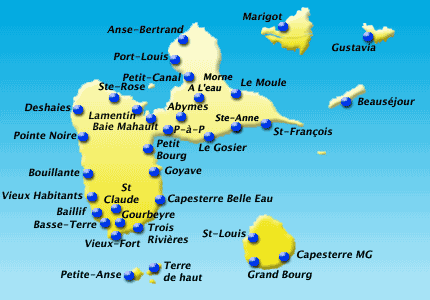 Marigot
Anse-Bertrand
Gustavia
Port-Louis
Petit-Canal
Morne
A L'eau
Ste-Rose
Le Moule
Beauséjour
Deshaies
Lamentin
Abymes
Baie Mahault
Ste-Anne
P-à-P
St-François
Pointe Noire
Le Gosier
Petit
Bourg
Bouillante
Goyave
St
Claude
Vieux Habitants
Capesterre Belle Eau
Baillif
Gourbeyre
Basse-Terre
Trois
Rivières
St-Louis
Vieux-Fort
Capesterre MG
Terre
de haut
Petite-Anse
Grand Bourg